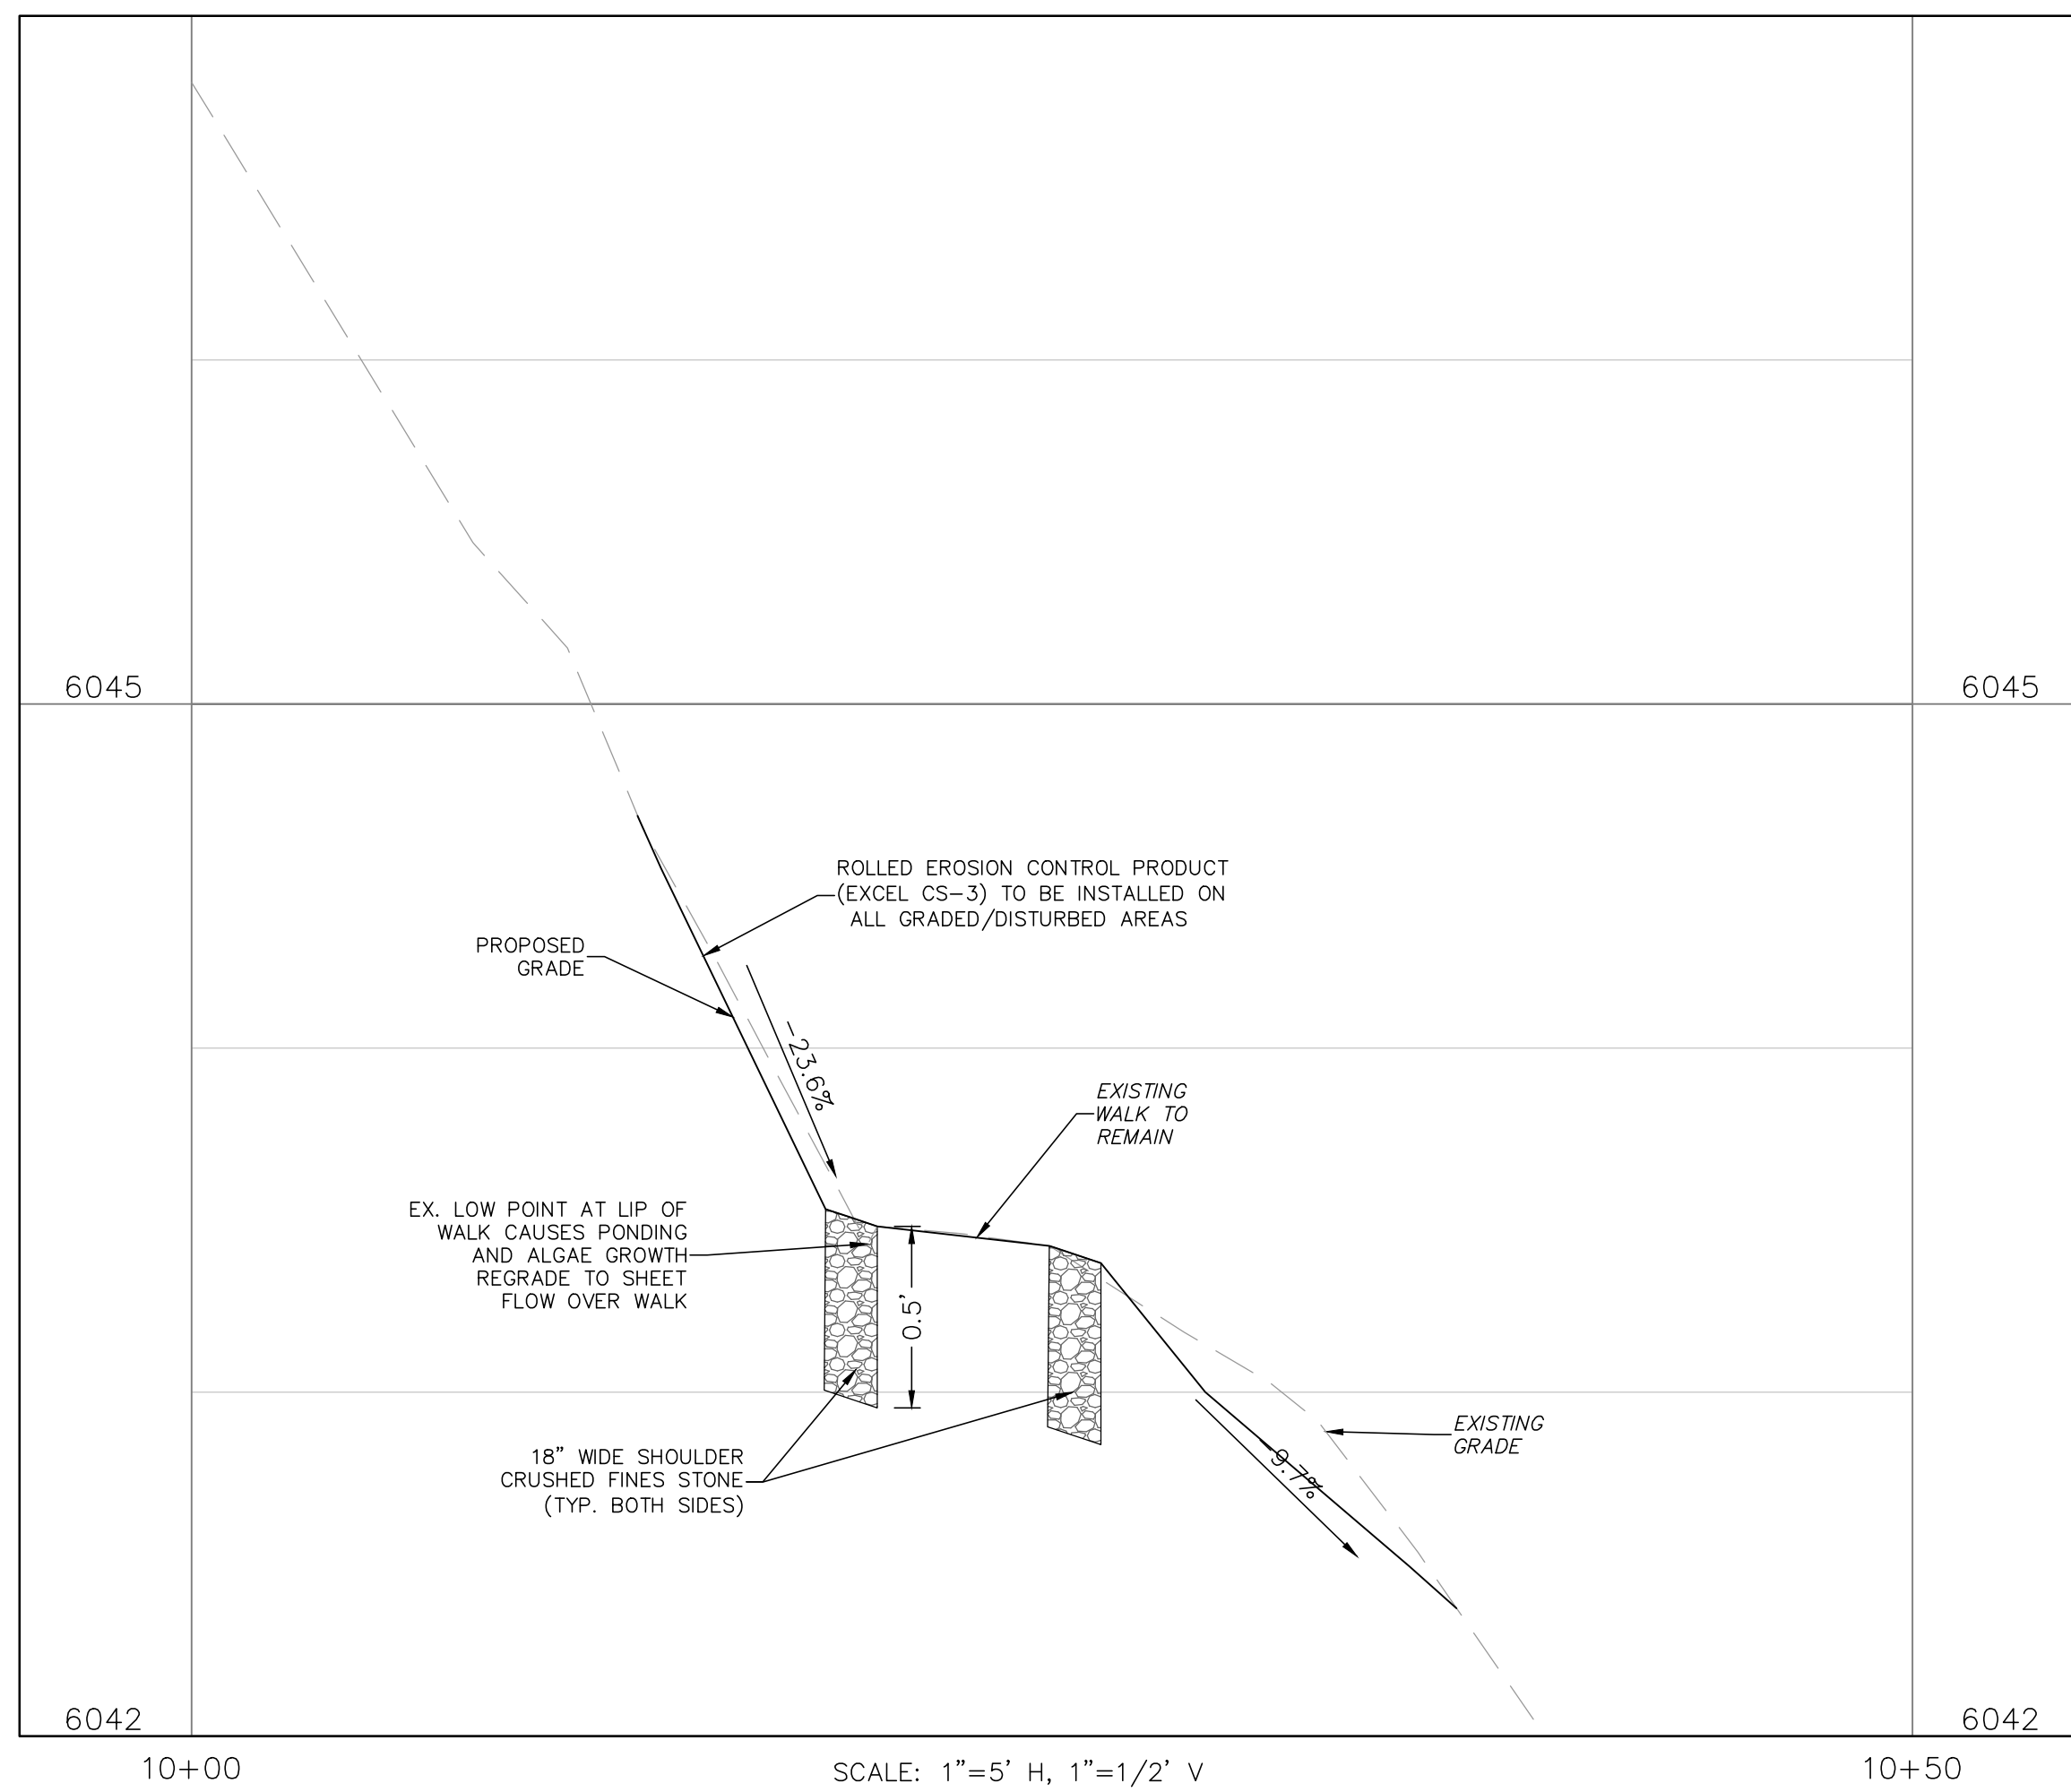 6045
6045
ROLLED EROSION CONTROL PRODUCT
(EXCEL CS-3) TO BE INSTALLED ON
ALL GRADED/DISTURBED AREAS
PROPOSED
GRADE
-23.6%
EXISTING
WALK TO
REMAIN
EX. LOW POINT AT LIP OF
WALK CAUSES PONDING
AND ALGAE GROWTH
REGRADE TO SHEET
FLOW OVER WALK
0.5'
18" WIDE SHOULDER
CRUSHED FINES STONE
(TYP. BOTH SIDES)
EXISTING
GRADE
-9.7%
6042
6042
10+00
SCALE: 1"=5' H, 1"=1/2' V
10+50